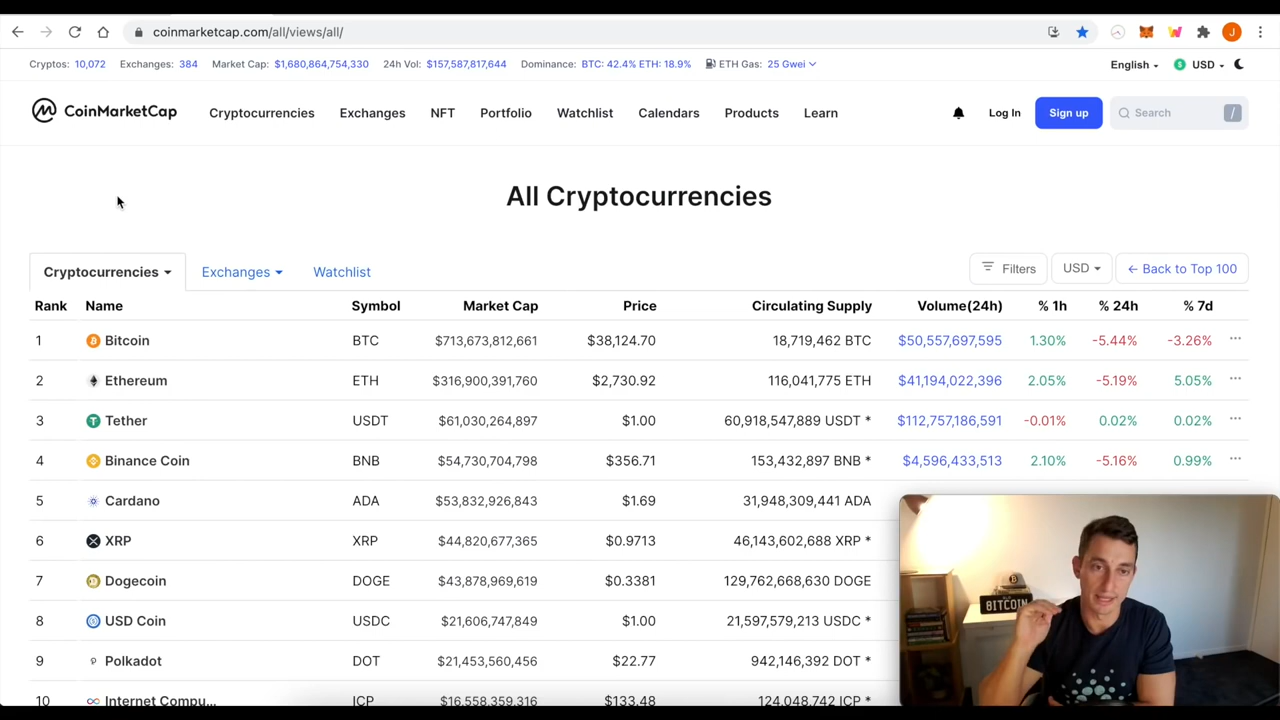 coinmarketcap.com/all/views/all/
J
Cryptos: 10,072 Exchanges: 384 Market Cap: $1,680,864,754,330 24h Vol: $157,587,817,644 Dominance: BTC: 42.4% ETH: 18.9% ETH Gas: 25 Gwei English USD
CoinMarketCap Cryptocurrencies Exchanges NFT Portfolio Watchlist Calendars Products Learn Log In Sign up Search /
All Cryptocurrencies
Cryptocurrencies Exchanges Watchlist Filters USD ← Back to Top 100
Rank Name Symbol Market Cap Price Circulating Supply Volume(24h) % 1h % 24h % 7d
1 Bitcoin BTC $713,673,812,661 $38,124.70 18,719,462 BTC $50,557,697,595 1.30% -5.44% -3.26% ...
2 Ethereum ETH $316,900,391,760 $2,730.92 116,041,775 ETH $41,194,022,396 2.05% -5.19% 5.05% ...
3 Tether USDT $61,030,264,897 $1.00 60,918,547,889 USDT * $112,757,186,591 -0.01% 0.02% 0.02% ...
4 Binance Coin BNB $54,730,704,798 $356.71 153,432,897 BNB * $4,596,433,513 2.10% -5.16% 0.99% ...
5 Cardano ADA $53,832,926,843 $1.69 31,948,309,441 ADA
6 XRP XRP $44,820,677,365 $0.9713 46,143,602,688 XRP *
7 Dogecoin DOGE $43,878,969,619 $0.3381 129,762,668,630 DOGE
8 USD Coin USDC $21,606,747,849 $1.00 21,597,579,213 USDC *
9 Polkadot DOT $21,453,560,456 $22.77 942,146,392 DOT *
10 Internet Compu... ICP $16,558,359,316 $133.48 124,048,742 ICP *
BITCOIN